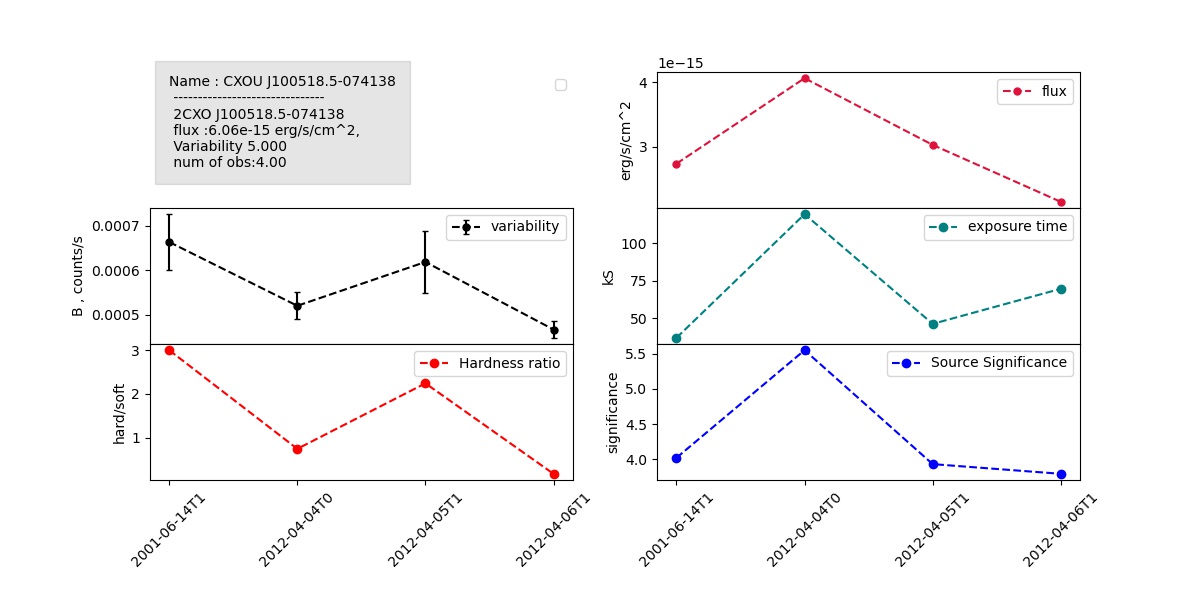 Name : CXOU J100518.5-074138
-------------------------------
2CXO J100518.5-074138
flux :6.06e-15 erg/s/cm^2,
Variability 5.000
num of obs:4.00
1e−15
4
3
erg/s/cm^2
flux
0.0007
0.0006
0.0005
B , counts/s
variability
100
75
50
kS
exposure time
3
2
1
hard/soft
Hardness ratio
5.5
5.0
4.5
4.0
significance
Source Significance
2001-06-14T1
2012-04-04T0
2012-04-05T1
2012-04-06T1
2001-06-14T1
2012-04-04T0
2012-04-05T1
2012-04-06T1